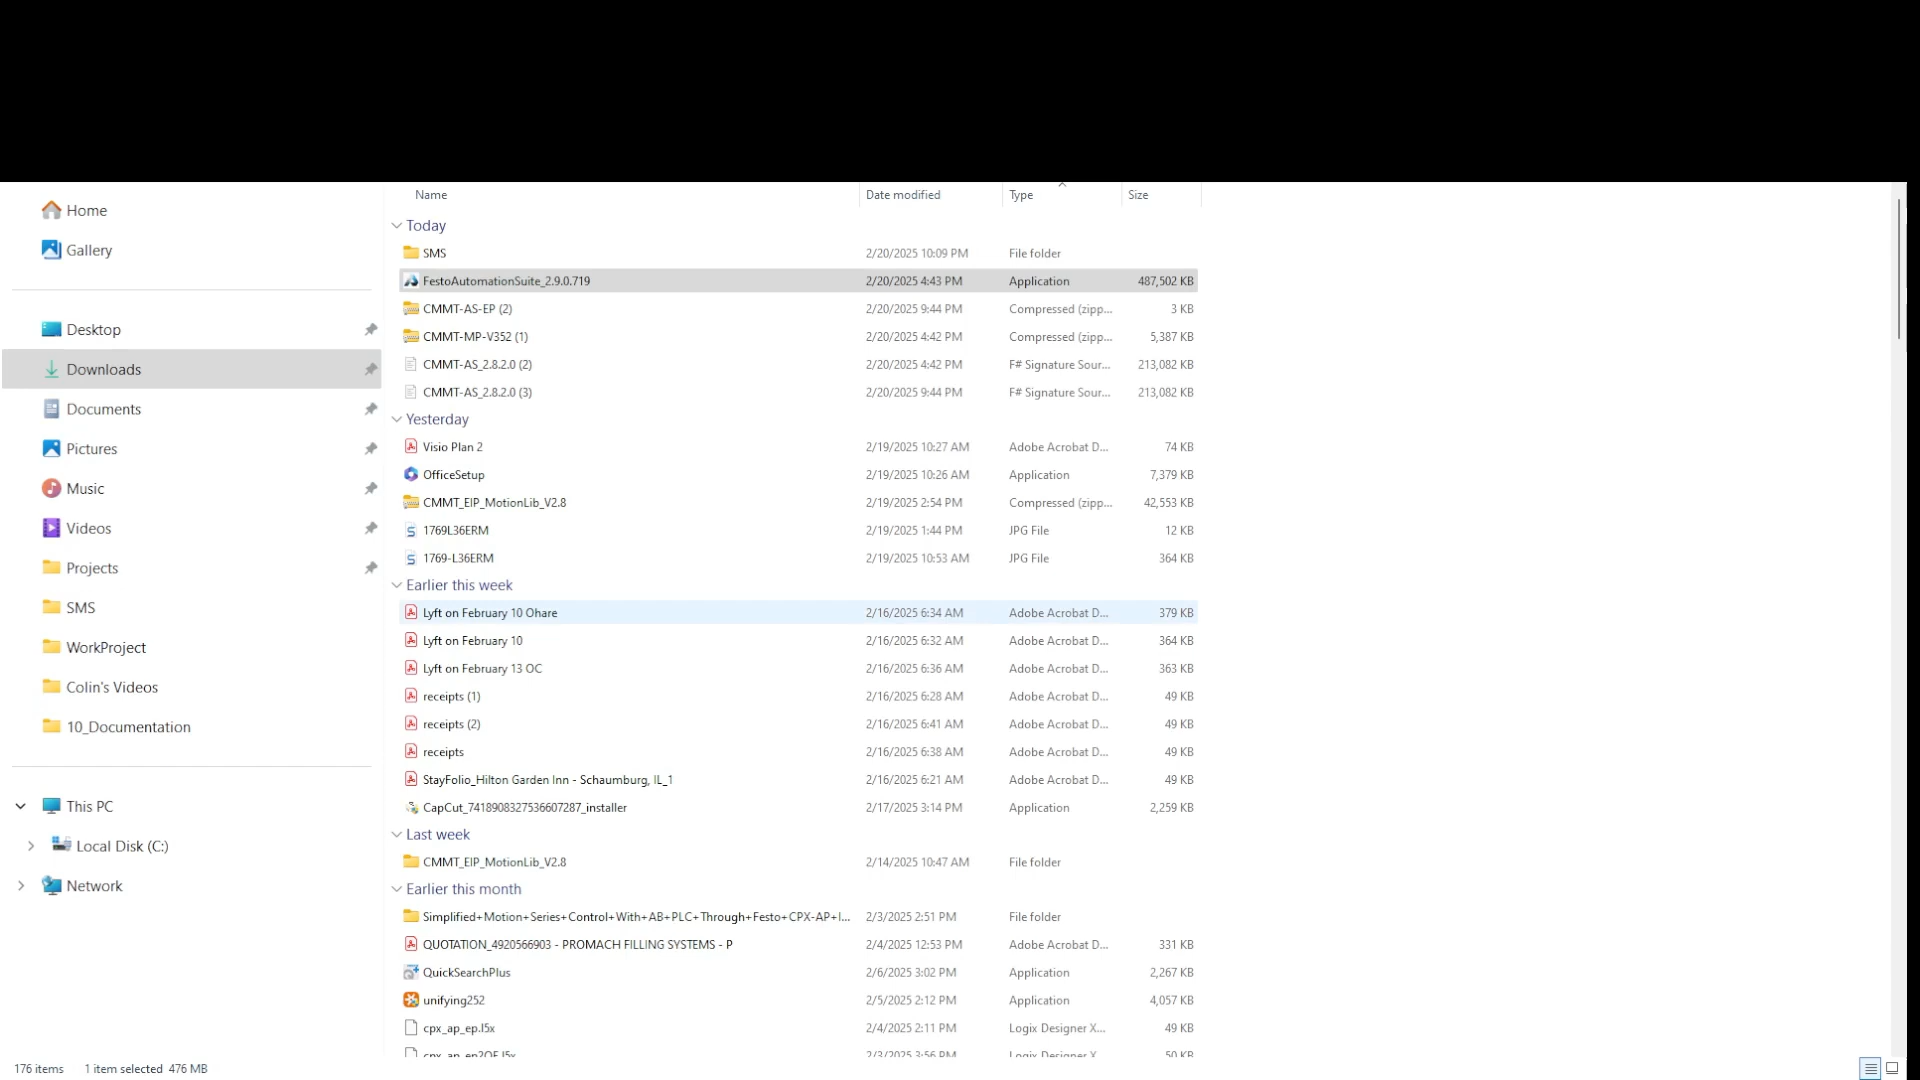 Name Date modified Type Size
Home
Gallery
Desktop
Downloads
Documents
Pictures
Music
Videos
Projects
SMS
WorkProject
Colin's Videos
10_Documentation
This PC
Local Disk (C:)
Network
Today
SMS 2/20/2025 10:09 PM File folder
FestoAutomationSuite_2.9.0.719 2/20/2025 4:43 PM Application 487,502 KB
CMMT-AS-EP (2) 2/20/2025 9:44 PM Compressed (zipp... 3 KB
CMMT-MP-V352 (1) 2/20/2025 4:42 PM Compressed (zipp... 5,387 KB
CMMT-AS_2.8.2.0 (2) 2/20/2025 4:42 PM F# Signature Sour... 213,082 KB
CMMT-AS_2.8.2.0 (3) 2/20/2025 9:44 PM F# Signature Sour... 213,082 KB
Yesterday
Visio Plan 2 2/19/2025 10:27 AM Adobe Acrobat D... 74 KB
OfficeSetup 2/19/2025 10:26 AM Application 7,379 KB
CMMT_EIP_MotionLib_V2.8 2/19/2025 2:54 PM Compressed (zipp... 42,553 KB
1769L36ERM 2/19/2025 1:44 PM JPG File 12 KB
1769-L36ERM 2/19/2025 10:53 AM JPG File 364 KB
Earlier this week
Lyft on February 10 Ohare 2/16/2025 6:34 AM Adobe Acrobat D... 379 KB
Lyft on February 10 2/16/2025 6:32 AM Adobe Acrobat D... 364 KB
Lyft on February 13 OC 2/16/2025 6:36 AM Adobe Acrobat D... 363 KB
receipts (1) 2/16/2025 6:28 AM Adobe Acrobat D... 49 KB
receipts (2) 2/16/2025 6:41 AM Adobe Acrobat D... 49 KB
receipts 2/16/2025 6:38 AM Adobe Acrobat D... 49 KB
StayFolio_Hilton Garden Inn - Schaumburg, IL_1 2/16/2025 6:21 AM Adobe Acrobat D... 49 KB
CapCut_7418908327536607287_installer 2/17/2025 3:14 PM Application 2,259 KB
Last week
CMMT_EIP_MotionLib_V2.8 2/14/2025 10:47 AM File folder
Earlier this month
Simplified+Motion+Series+Control+With+AB+PLC+Through+Festo+CPX-AP+I... 2/3/2025 2:51 PM File folder
QUOTATION_4920566903 - PROMACH FILLING SYSTEMS - P 2/4/2025 12:53 PM Adobe Acrobat D... 331 KB
QuickSearchPlus 2/6/2025 3:02 PM Application 2,267 KB
unifying252 2/5/2025 2:12 PM Application 4,057 KB
cpx_ap_ep.l5x 2/4/2025 2:11 PM Logix Designer X... 49 KB
2/3/2025 3:56 PM Logix Designer X... 50 KB
176 items 1 item selected 476 MB